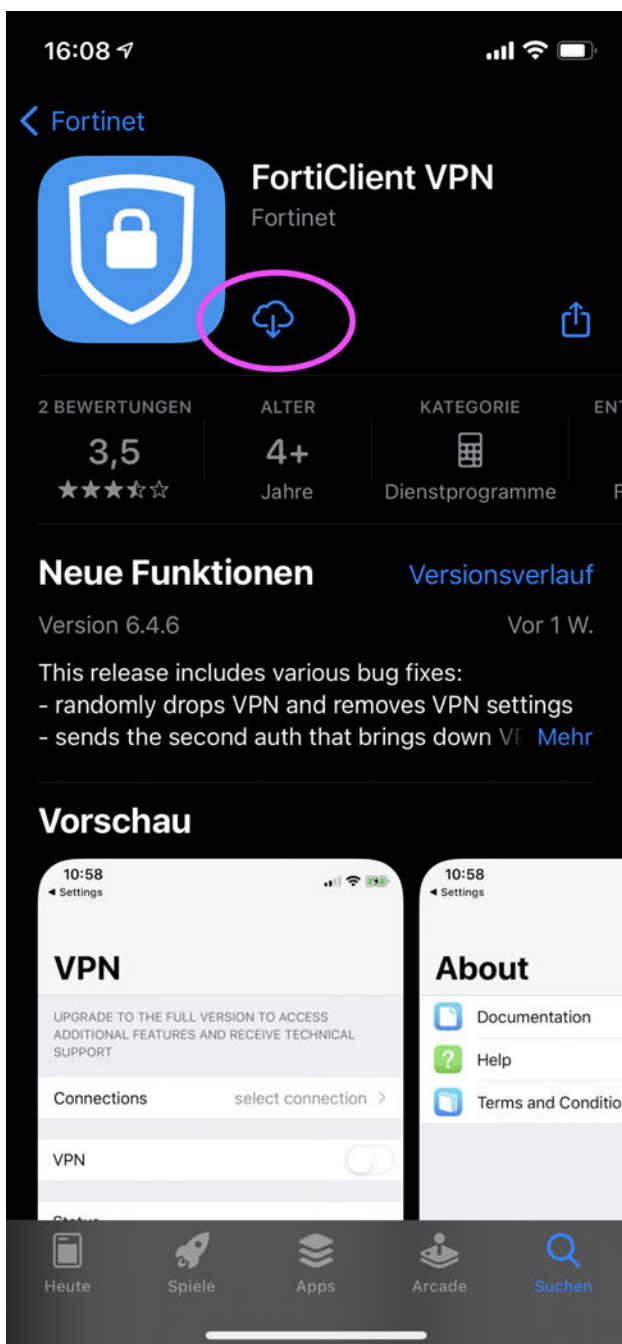 16:08
Fortinet
FortiClient VPN
Fortinet
2 BEWERTUNGEN ALTER KATEGORIE ENT
3,5 4+
Jahre Dienstprogramme F
Neue Funktionen Versionsverlauf
Version 6.4.6 Vor 1 W.
This release includes various bug fixes:
- randomly drops VPN and removes VPN settings
- sends the second auth that brings down Mehr
Vorschau
10:58 10:58
Settings Settings
VPN About
UPGRADE TO THE FULL VERSION TO ACCESS
ADDITIONAL FEATURES AND RECEIVE TECHNICAL
SUPPORT
Documentation
Help
Connections select connection
Terms and Conditio
VPN
Heute Spiele Apps Arcade Suchen